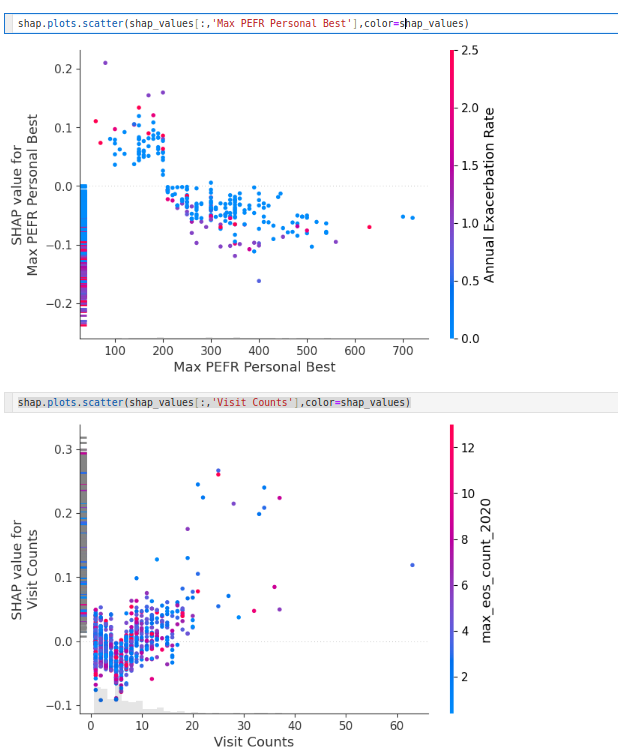 shap.plots.scatter(shap_values[:,'Max PEFR Personal Best'],color=shap_values)
0.2
0.1
0.0
−0.1
−0.2
SHAP value for
Max PEFR Personal Best
100 200 300 400 500 600 700
Max PEFR Personal Best
2.5
2.0
1.5
1.0
0.5
0.0
Annual Exacerbation Rate
shap.plots.scatter(shap_values[:,'Visit Counts'],color=shap_values)
0.3
0.2
0.1
0.0
−0.1
SHAP value for
Visit Counts
0 10 20 30 40 50 60
Visit Counts
12
10
8
6
4
2
max_eos_count_2020